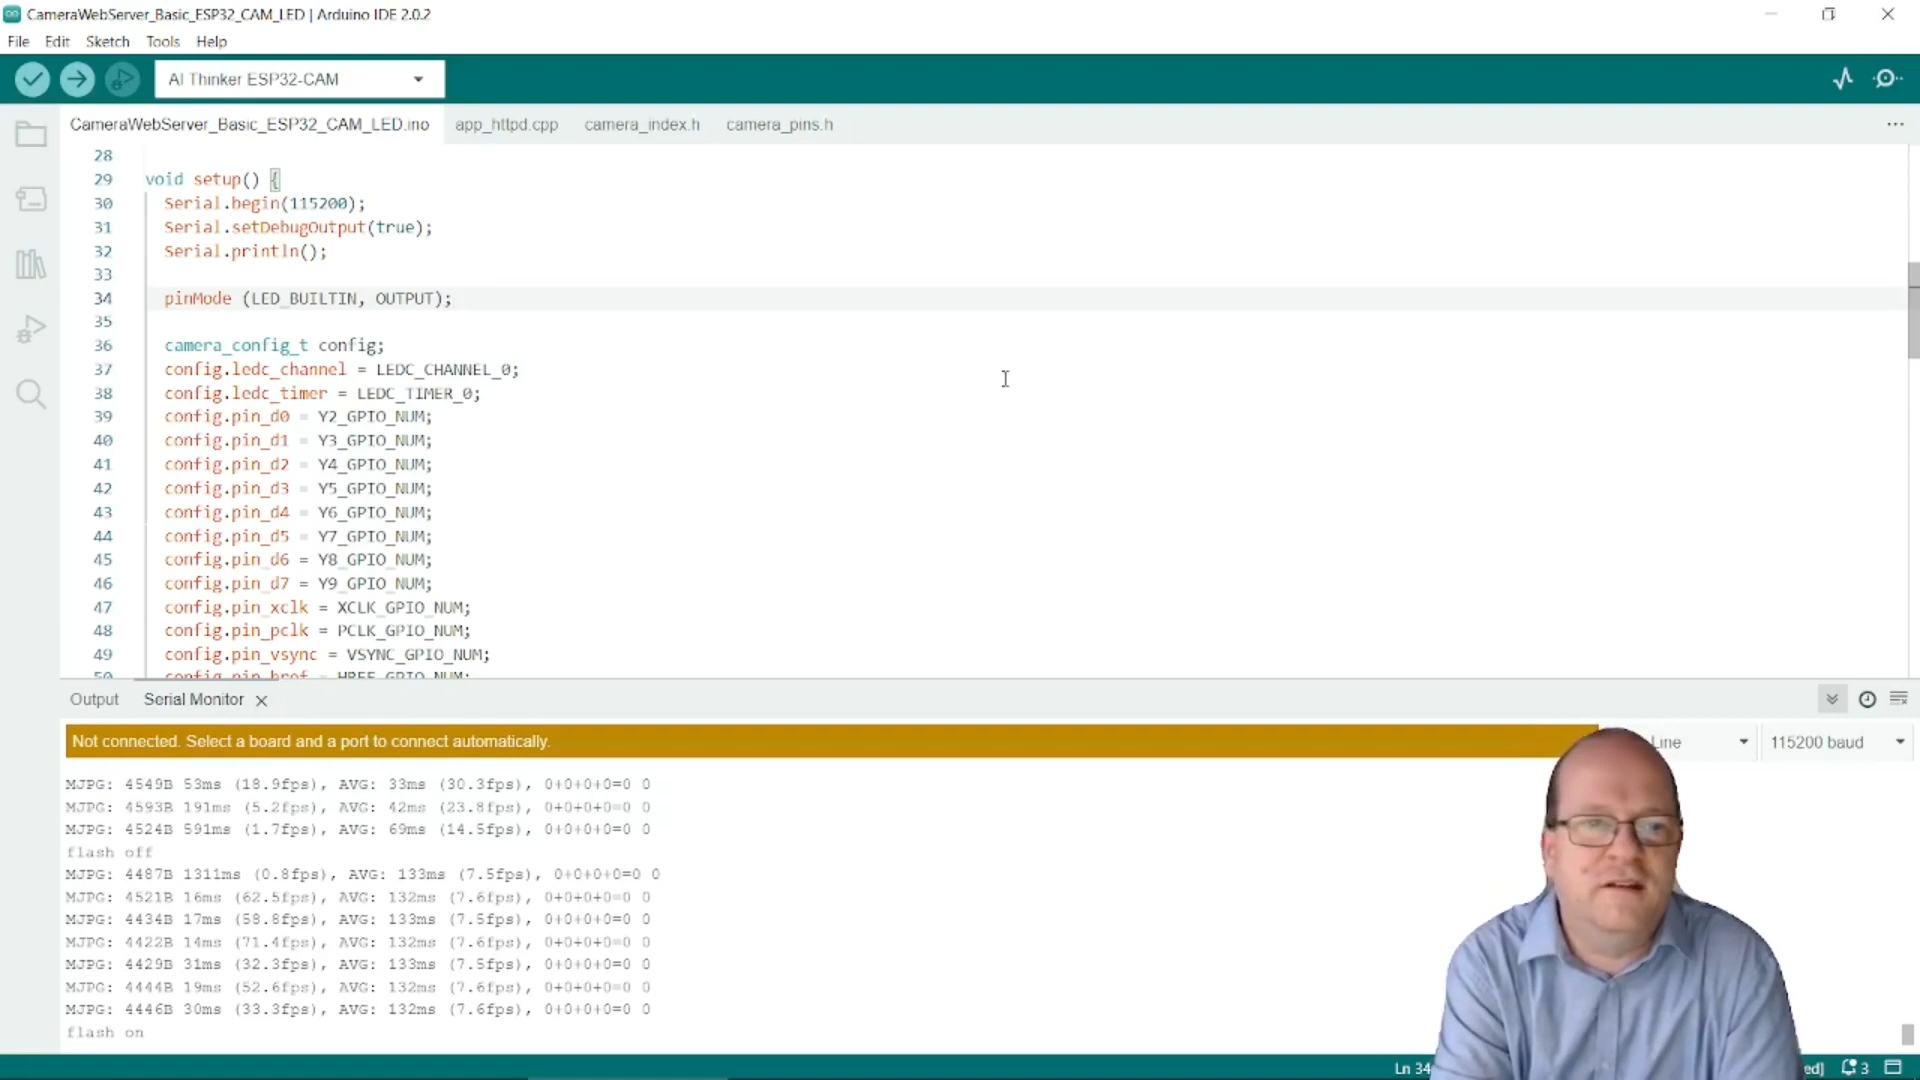 CameraWebServer_Basic_ESP32_CAM_LED | Arduino IDE 2.0.2
File Edit Sketch Tools Help
AI Thinker ESP32-CAM
CameraWebServer_Basic_ESP32_CAM_LED.ino app_httpd.cpp camera_index.h camera_pins.h ...
28
29 void setup() {
30 Serial.begin(115200);
31 Serial.setDebugOutput(true);
32 Serial.println();
33
34 pinMode (LED_BUILTIN, OUTPUT);
35
36 camera_config_t config;
37 config.ledc_channel = LEDC_CHANNEL_0;
38 config.ledc_timer = LEDC_TIMER_0;
39 config.pin_d0 = Y2_GPIO_NUM;
40 config.pin_d1 = Y3_GPIO_NUM;
41 config.pin_d2 = Y4_GPIO_NUM;
42 config.pin_d3 = Y5_GPIO_NUM;
43 config.pin_d4 = Y6_GPIO_NUM;
44 config.pin_d5 = Y7_GPIO_NUM;
45 config.pin_d6 = Y8_GPIO_NUM;
46 config.pin_d7 = Y9_GPIO_NUM;
47 config.pin_xclk = XCLK_GPIO_NUM;
48 config.pin_pclk = PCLK_GPIO_NUM;
49 config.pin_vsync = VSYNC_GPIO_NUM;
50 config.pin_href = HREF_GPIO_NUM;
Output Serial Monitor
Not connected. Select a board and a port to connect automatically. Line 115200 baud
MJPG: 4549B 53ms (18.9fps), AVG: 33ms (30.3fps), 0+0+0+0=0 0
MJPG: 4593B 191ms (5.2fps), AVG: 42ms (23.8fps), 0+0+0+0=0 0
MJPG: 4524B 591ms (1.7fps), AVG: 69ms (14.5fps), 0+0+0+0=0 0
flash off
MJPG: 4487B 1311ms (0.8fps), AVG: 133ms (7.5fps), 0+0+0+0=0 0
MJPG: 4521B 16ms (62.5fps), AVG: 132ms (7.6fps), 0+0+0+0=0 0
MJPG: 4434B 17ms (58.8fps), AVG: 133ms (7.5fps), 0+0+0+0=0 0
MJPG: 4422B 14ms (71.4fps), AVG: 132ms (7.6fps), 0+0+0+0=0 0
MJPG: 4429B 31ms (32.3fps), AVG: 133ms (7.5fps), 0+0+0+0=0 0
MJPG: 4444B 19ms (52.6fps), AVG: 132ms (7.6fps), 0+0+0+0=0 0
MJPG: 4446B 30ms (33.3fps), AVG: 132ms (7.6fps), 0+0+0+0=0 0
flash on
Ln 34 ed] 3